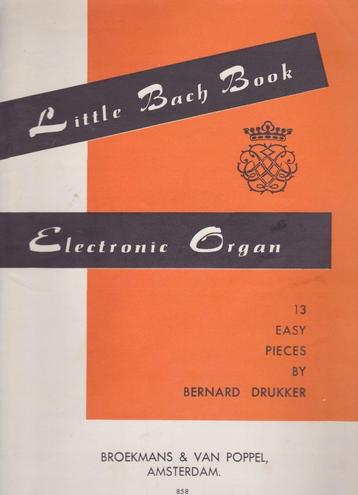 Little Bach Book
Electronic Organ
13
EASY
PIECES
BY
BERNARD DRUKKER
BROEKMANS & VAN POPPEL,
AMSTERDAM.
858